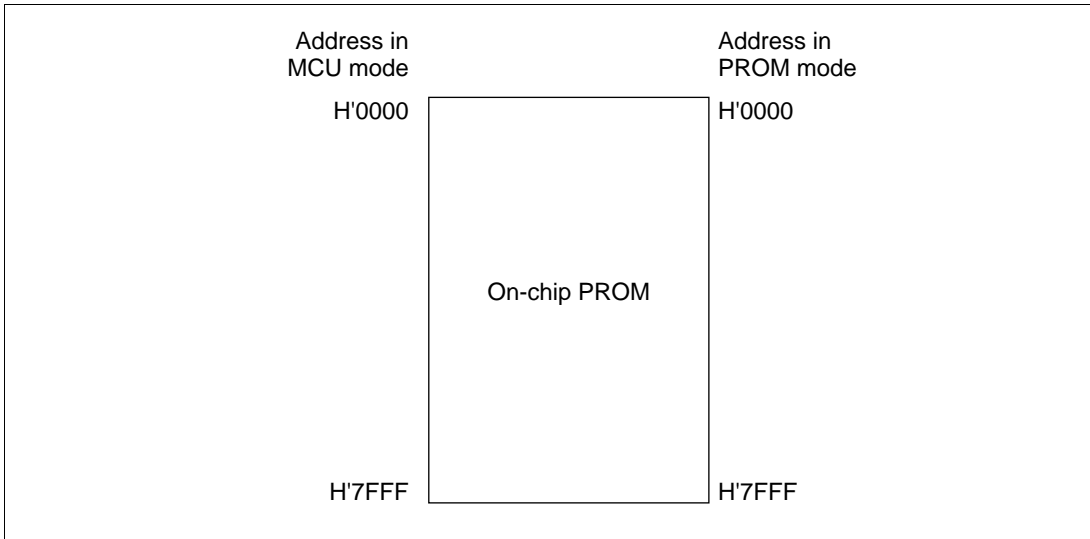 Address in
MCU mode
Address in
PROM mode
H'0000
H'0000
On-chip PROM
H'7FFF
H'7FFF